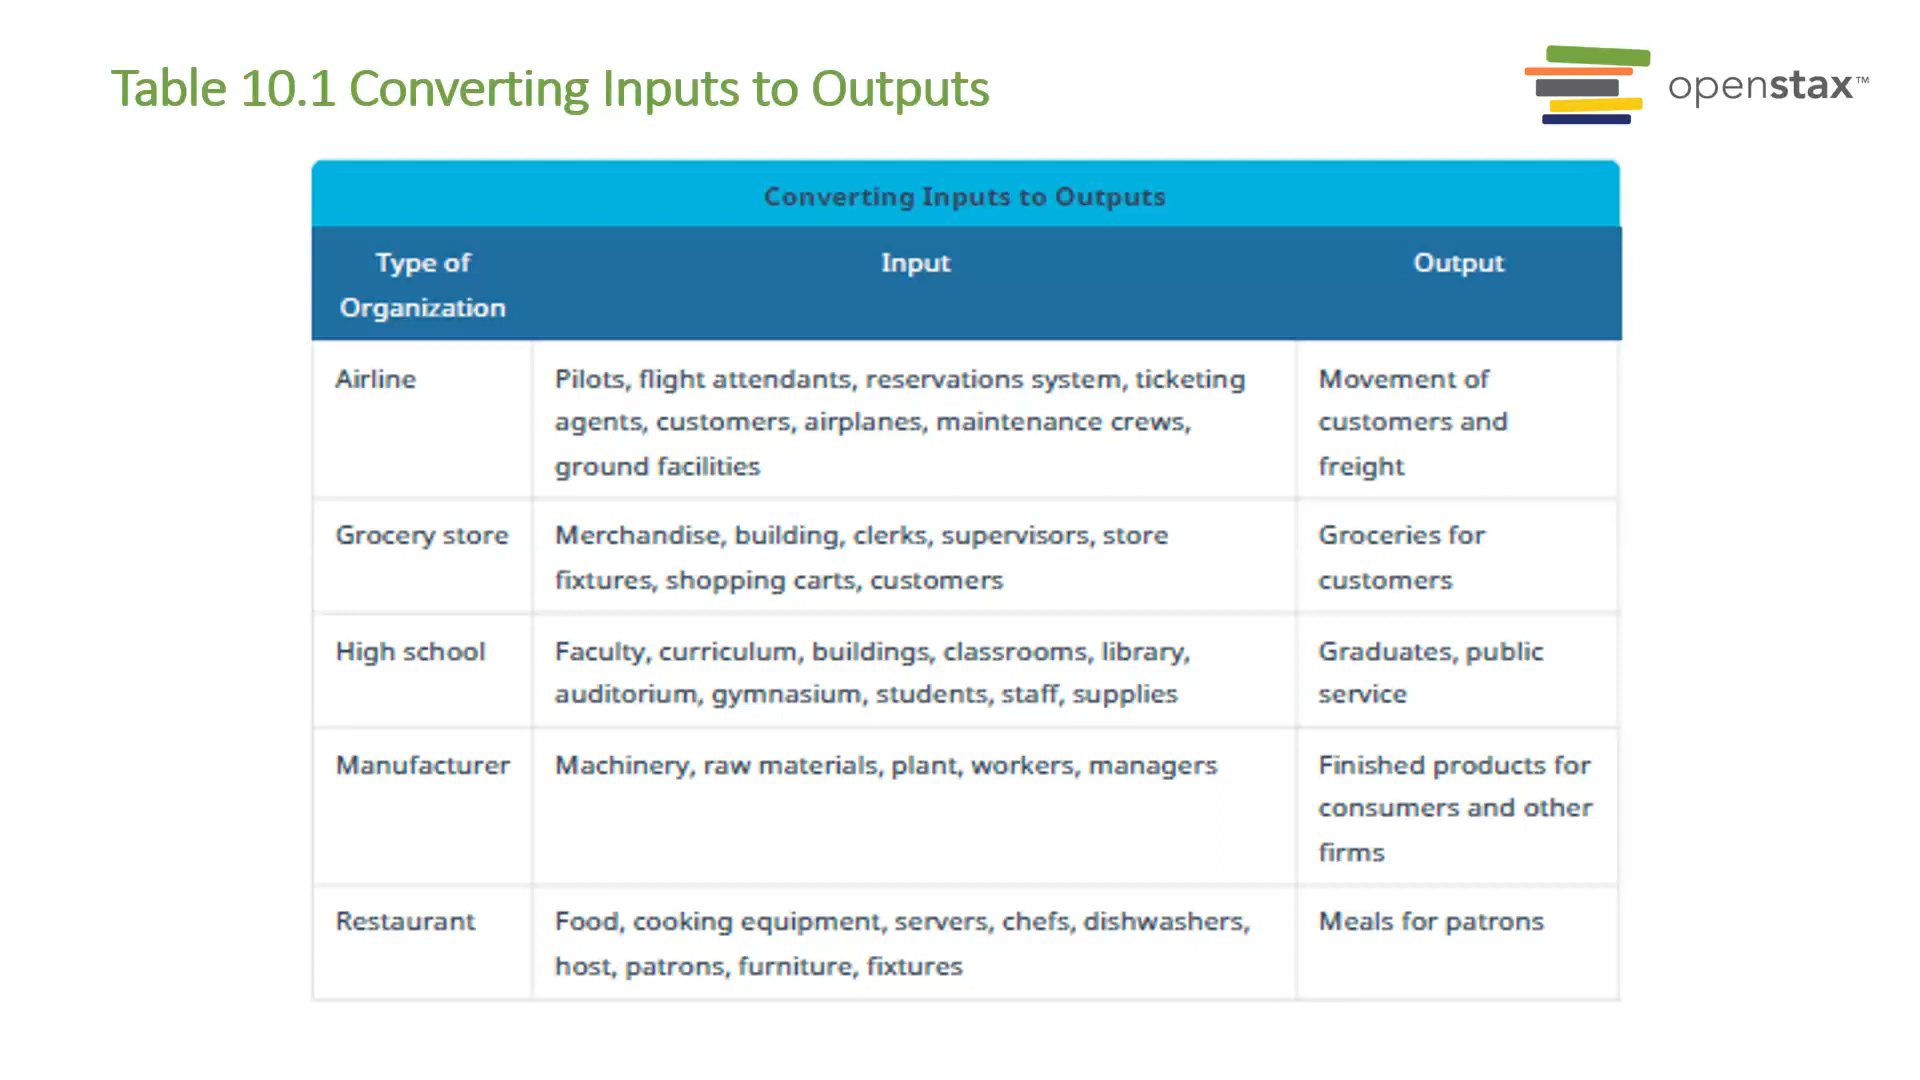 Table 10.1 Converting Inputs to Outputs
openstax™
Converting Inputs to Outputs
Type of
Organization
Input
Output
Airline
Pilots, flight attendants, reservations system, ticketing
agents, customers, airplanes, maintenance crews,
ground facilities
Movement of
customers and
freight
Grocery store
Merchandise, building, clerks, supervisors, store
fixtures, shopping carts, customers
Groceries for
customers
High school
Faculty, curriculum, buildings, classrooms, library,
auditorium, gymnasium, students, staff, supplies
Graduates, public
service
Manufacturer
Machinery, raw materials, plant, workers, managers
Finished products for
consumers and other
firms
Restaurant
Food, cooking equipment, servers, chefs, dishwashers,
host, patrons, furniture, fixtures
Meals for patrons